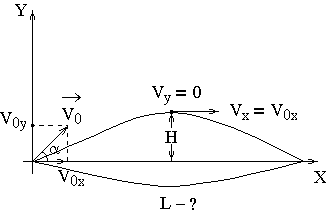 Y
V₀y
V₀
α
V₀x
Vy = 0
Vx = V₀x
H
X
L – ?